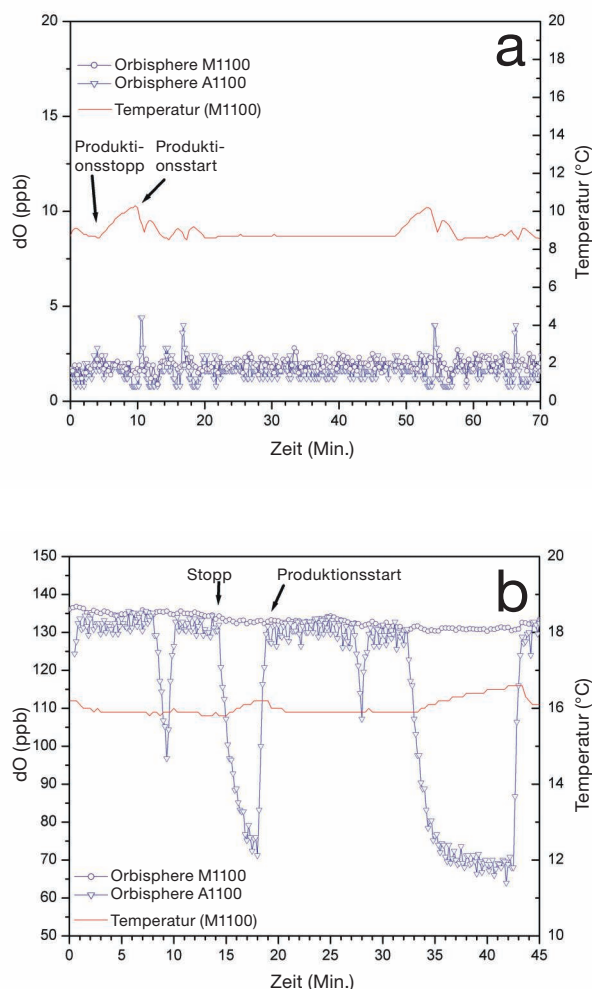 a
Orbisphere M1100
Orbisphere A1100
Temperatur (M1100)
Produkti-
onsstopp
Produkti-
onsstart
dO (ppb)
20
15
10
5
0
Temperatur (°C)
20
18
16
14
12
10
8
6
4
2
0
0 10 20 30 40 50 60 70
Zeit (Min.)
b
Stopp
Produktionsstart
dO (ppb)
150
140
130
120
110
100
90
80
70
60
50
Temperatur (°C)
20
18
16
14
12
10
Orbisphere M1100
Orbisphere A1100
Temperatur (M1100)
0 5 10 15 20 25 30 35 40 45
Zeit (Min.)